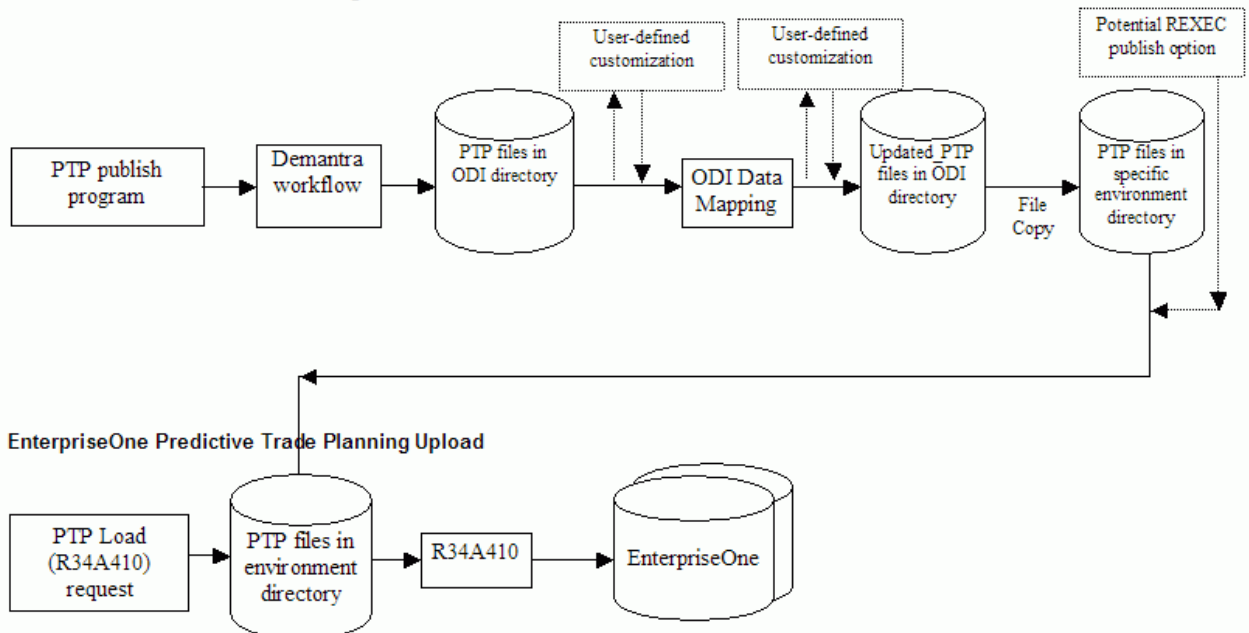 User-defined
customization
User-defined
customization
Potential REXEC
publish option
PTP publish
program
Demantra
workflow
PTP files in
ODI directory
ODI Data
Mapping
Updated PTP
files in ODI
directory
File
Copy
PTP files in
specific
environment
directory
EnterpriseOne Predictive Trade Planning Upload
PTP Load
(R34A410)
request
PTP files in
environment
directory
R34A410
EnterpriseOne